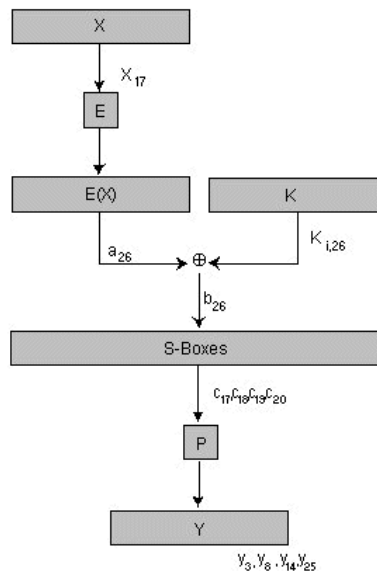 X
X17
E
E(X) K
a26 ⊕ Ki,26
b26
S-Boxes
c17,c18,c19,c20
P
Y
y3, y8, y14, y25